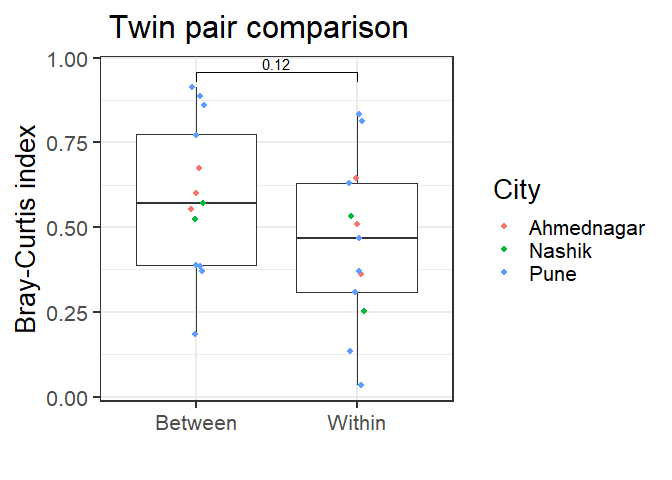 Twin pair comparison
Bray-Curtis index
1.00
0.75
0.50
0.25
0.00
0.12
Between
Within
City
Ahmednagar
Nashik
Pune